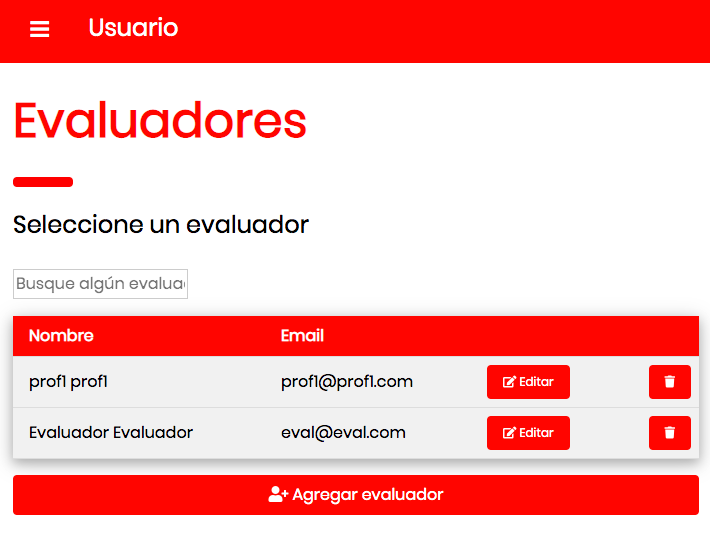 Usuario
Evaluadores
Seleccione un evaluador
Busque algún evalua
Nombre Email
prof1 prof1 prof1@prof1.com Editar
Evaluador Evaluador eval@eval.com Editar
Agregar evaluador